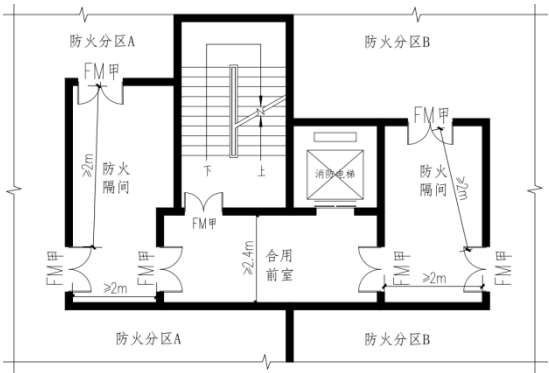 防火分区A
防火分区B
FM甲
FM甲
≥2m
防火
隔间
下
上
消防电梯
防火
隔间
≥2m
FM甲
FM甲
FM甲
≥2.4m
合用
前室
FM甲
FM甲
≥2m
≥2m
防火分区A
防火分区B